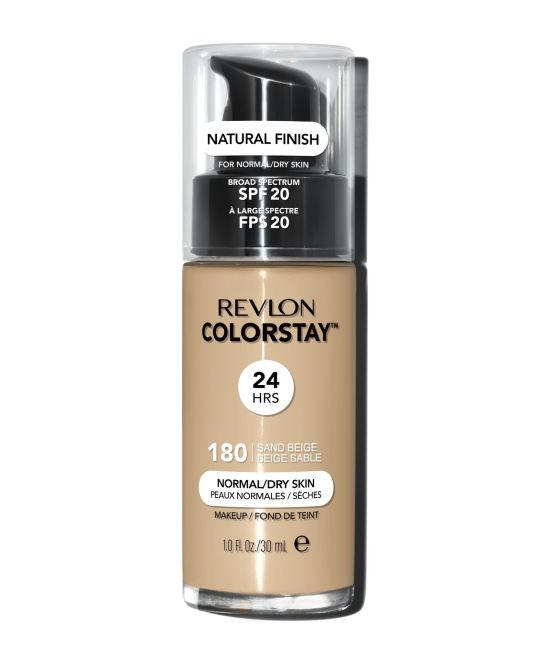 NATURAL FINISH
FOR NORMAL/DRY SKIN
BROAD SPECTRUM
SPF 20
À LARGE SPECTRE
FPS 20
REVLON
COLORSTAY™
24
HRS
180 | SAND BEIGE
BEIGE SABLE
NORMAL/DRY SKIN
PEAUX NORMALES / SÈCHES
MAKEUP / FOND DE TEINT
1.0 fl. Oz./30 mL ℮